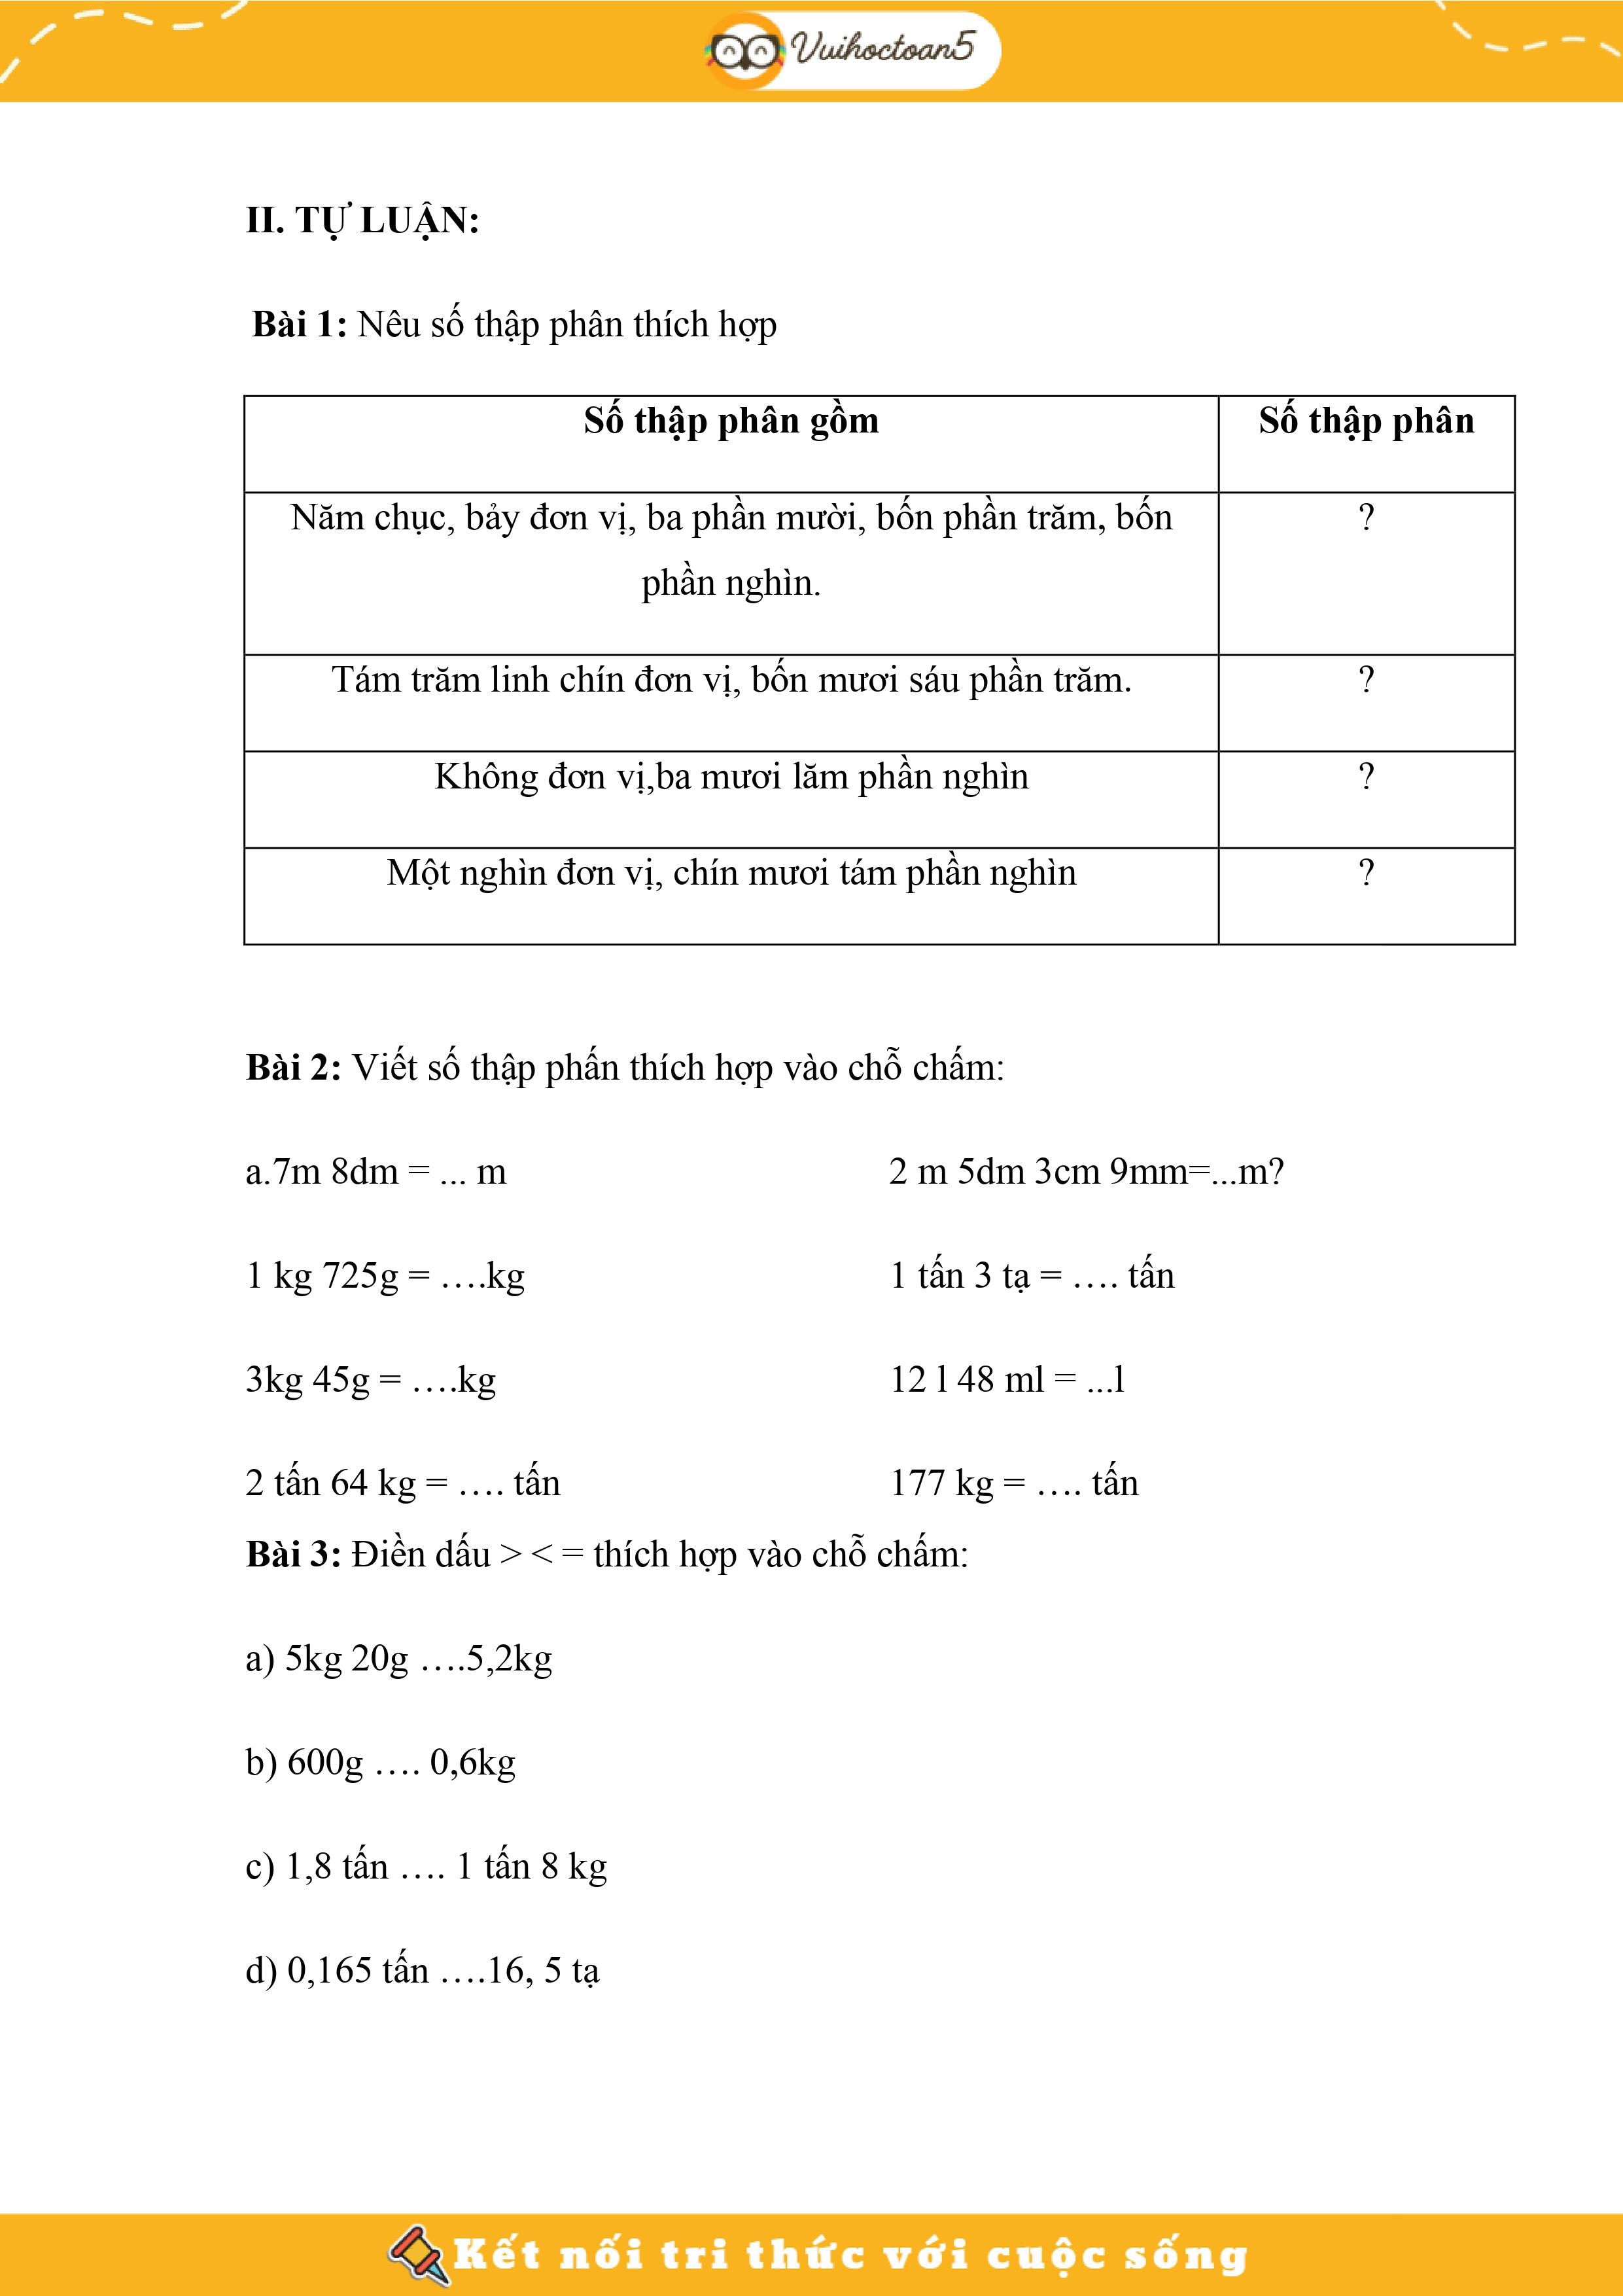 Vuihoctoan5
II. TỰ LUẬN:
Bài 1: Nêu số thập phân thích hợp
Số thập phân gồm
Số thập phân
Năm chục, bảy đơn vị, ba phần mười, bốn phần trăm, bốn
phần nghìn.
?
Tám trăm linh chín đơn vị, bốn mươi sáu phần trăm.
?
Không đơn vị,ba mươi lăm phần nghìn
?
Một nghìn đơn vị, chín mươi tám phần nghìn
?
Bài 2: Viết số thập phấn thích hợp vào chỗ chấm:
a.7m 8dm = ... m
2 m 5dm 3cm 9mm=...m?
1 kg 725g = ….kg
1 tấn 3 tạ = …. tấn
3kg 45g = ….kg
12 l 48 ml = ...l
2 tấn 64 kg = …. tấn
177 kg = …. tấn
Bài 3: Điền dấu > < = thích hợp vào chỗ chấm:
a) 5kg 20g ….5,2kg
b) 600g …. 0,6kg
c) 1,8 tấn …. 1 tấn 8 kg
d) 0,165 tấn ….16, 5 tạ
Kết nối tri thức với cuộc sống